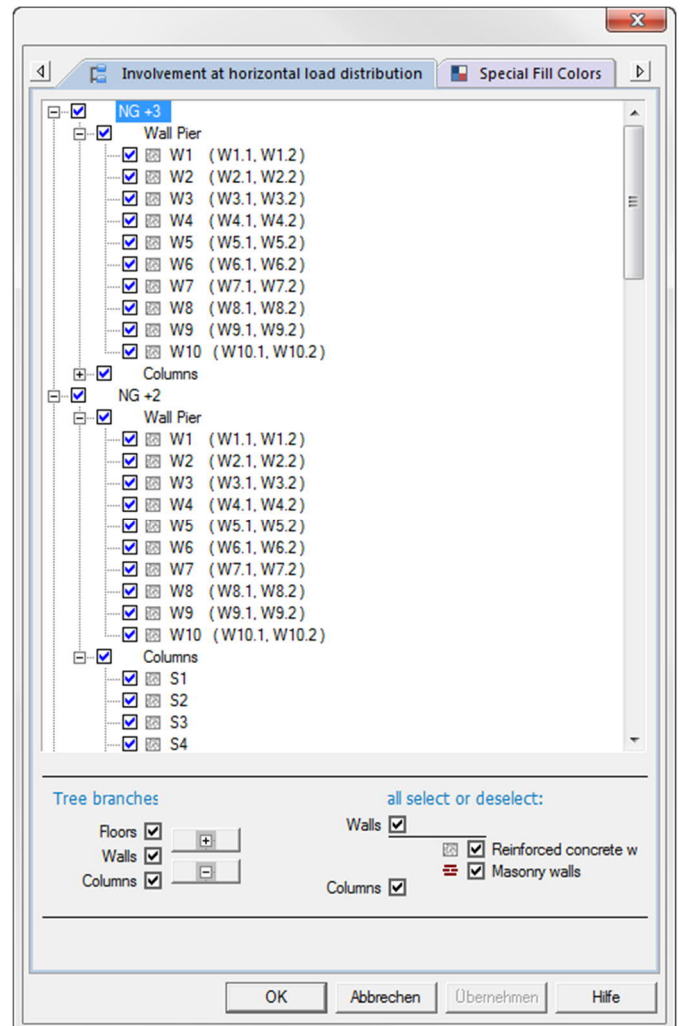 Involvement at horizontal load distribution
Special Fill Colors
NG +3
Wall Pier
W1 (W1.1, W1.2)
W2 (W2.1, W2.2)
W3 (W3.1, W3.2)
W4 (W4.1, W4.2)
W5 (W5.1, W5.2)
W6 (W6.1, W6.2)
W7 (W7.1, W7.2)
W8 (W8.1, W8.2)
W9 (W9.1, W9.2)
W10 (W10.1, W10.2)
Columns
NG +2
Wall Pier
W1 (W1.1, W1.2)
W2 (W2.1, W2.2)
W3 (W3.1, W3.2)
W4 (W4.1, W4.2)
W5 (W5.1, W5.2)
W6 (W6.1, W6.2)
W7 (W7.1, W7.2)
W8 (W8.1, W8.2)
W9 (W9.1, W9.2)
W10 (W10.1, W10.2)
Columns
S1
S2
S3
S4
Tree branches
Floors
Walls
Columns
all select or deselect:
Walls
Reinforced concrete w
Masonry walls
Columns
OK
Abbrechen
Übernehmen
Hilfe